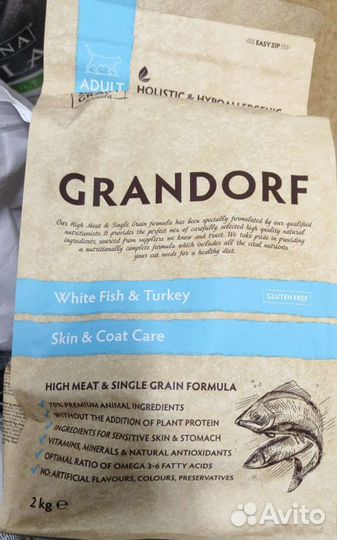 EASY ZIP
ADULT
HOLISTIC & HYPOALLERGENIC
GRANDORF
Our High Meat & Single Grain formula has been specially formulated by our qualified
nutritionists. It provides the perfect mix of carefully selected high quality natural
ingredients, sourced from suppliers we know and trust. We take pride in providing
a nutritionally complete formula which includes all the vital nutrients
your cat needs for a healthy diet.
White Fish & Turkey
GLUTEN FREE
Skin & Coat Care
HIGH MEAT & SINGLE GRAIN FORMULA
70% PREMIUM ANIMAL INGREDIENTS
WITHOUT THE ADDITION OF PLANT PROTEIN
INGREDIENTS FOR SENSITIVE SKIN & STOMACH
VITAMINS, MINERALS & NATURAL ANTIOXIDANTS
OPTIMAL RATIO OF OMEGA 3-6 FATTY ACIDS
NO: ARTIFICIAL FLAVOURS, COLOURS, PRESERVATIVES
2 kg ℮
Avito